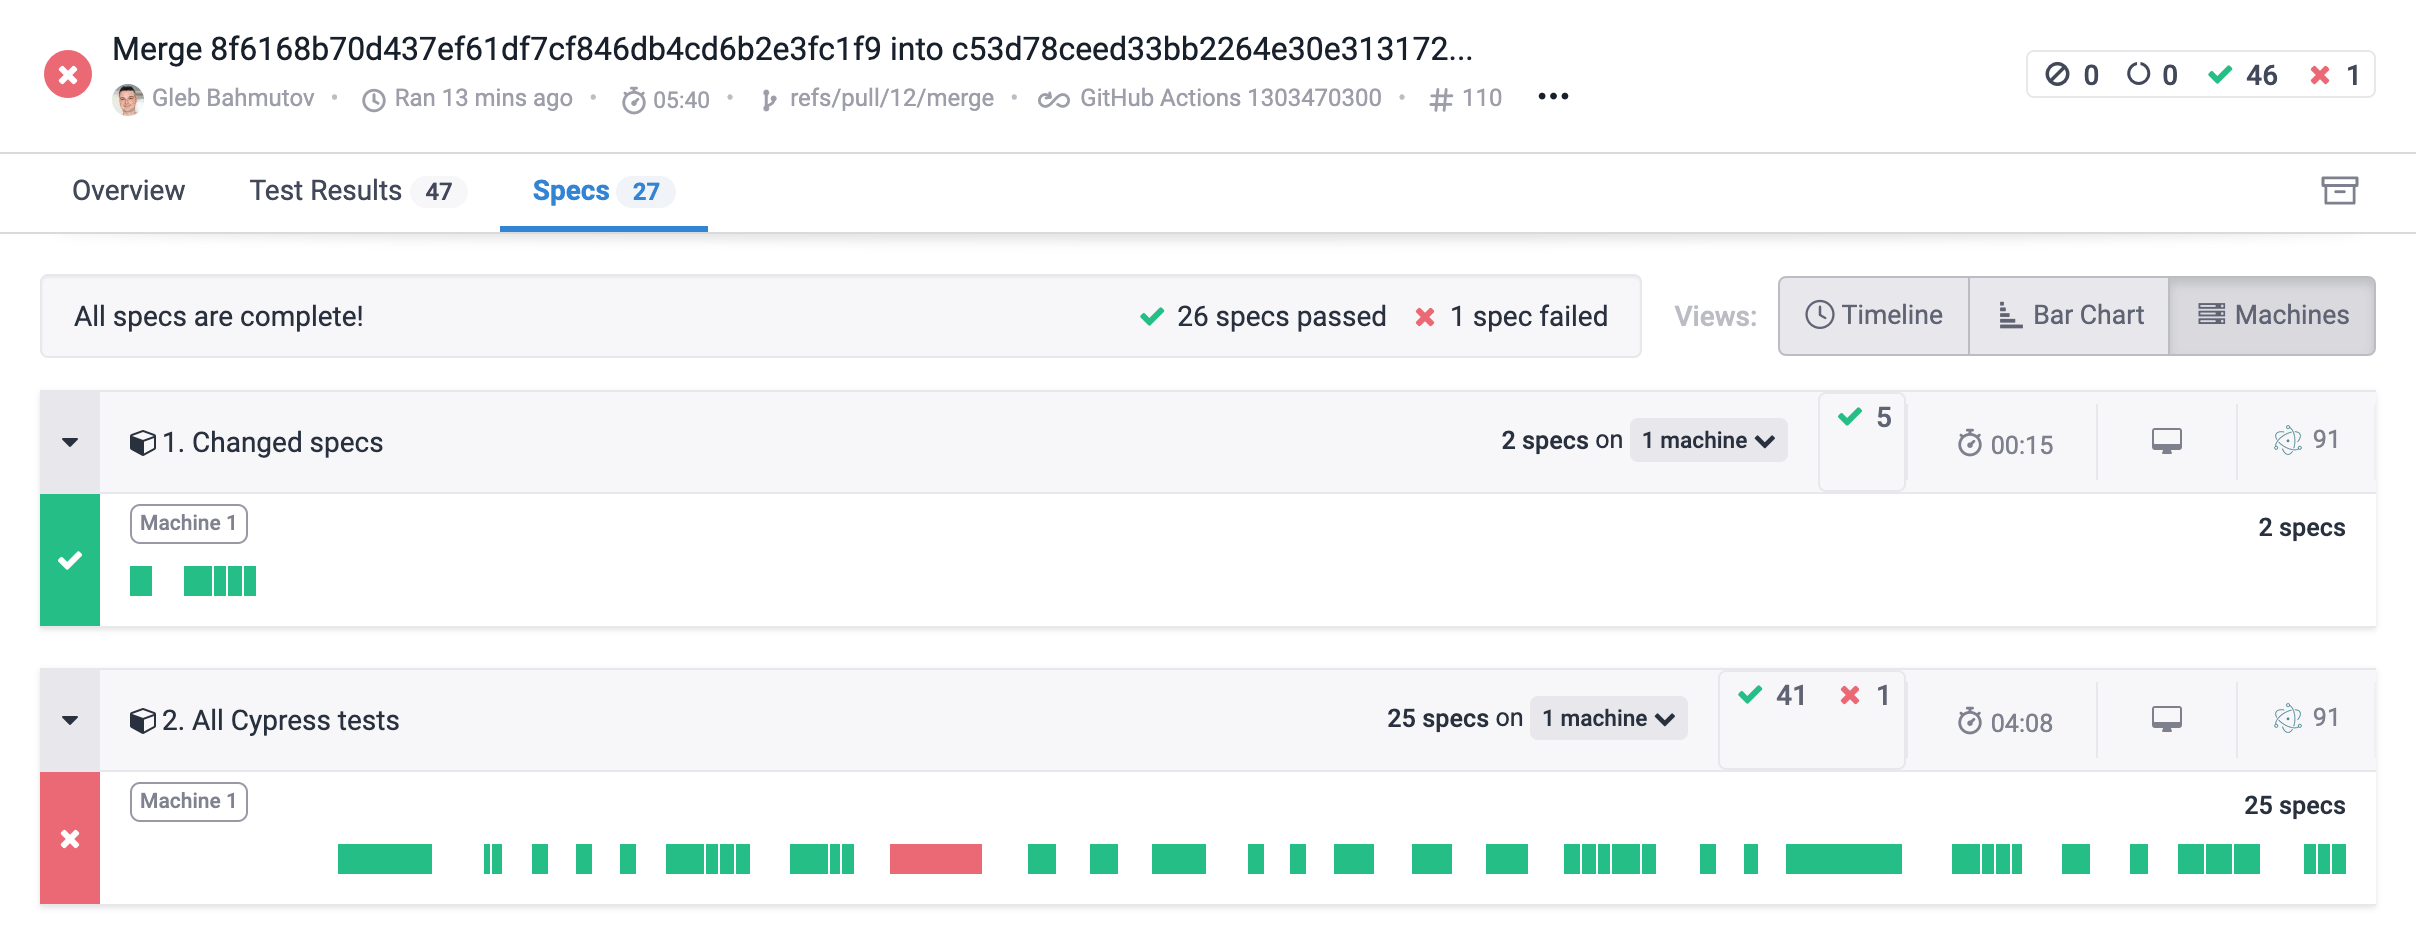 Merge 8f6168b70d437ef61df7cf846db4cd6b2e3fc1f9 into c53d78ceed33bb2264e30e313172...
Gleb Bahmutov • Ran 13 mins ago • 05:40 • refs/pull/12/merge • GitHub Actions 1303470300 • # 110 •••
0 0 46 1
Overview Test Results 47 Specs 27
All specs are complete! 26 specs passed 1 spec failed Views: Timeline Bar Chart Machines
1. Changed specs 2 specs on 1 machine 5 00:15 91
Machine 1 2 specs
2. All Cypress tests 25 specs on 1 machine 41 1 04:08 91
Machine 1 25 specs